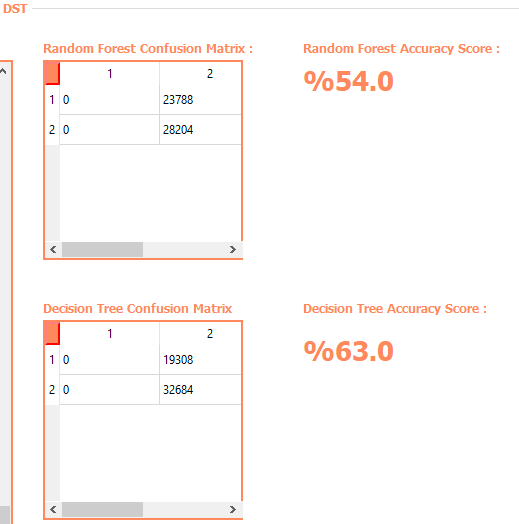 DST
Random Forest Confusion Matrix :
Random Forest Accuracy Score :
%54.0
1 2
1 0 23788
2 0 28204
Decision Tree Confusion Matrix
Decision Tree Accuracy Score :
%63.0
1 2
1 0 19308
2 0 32684